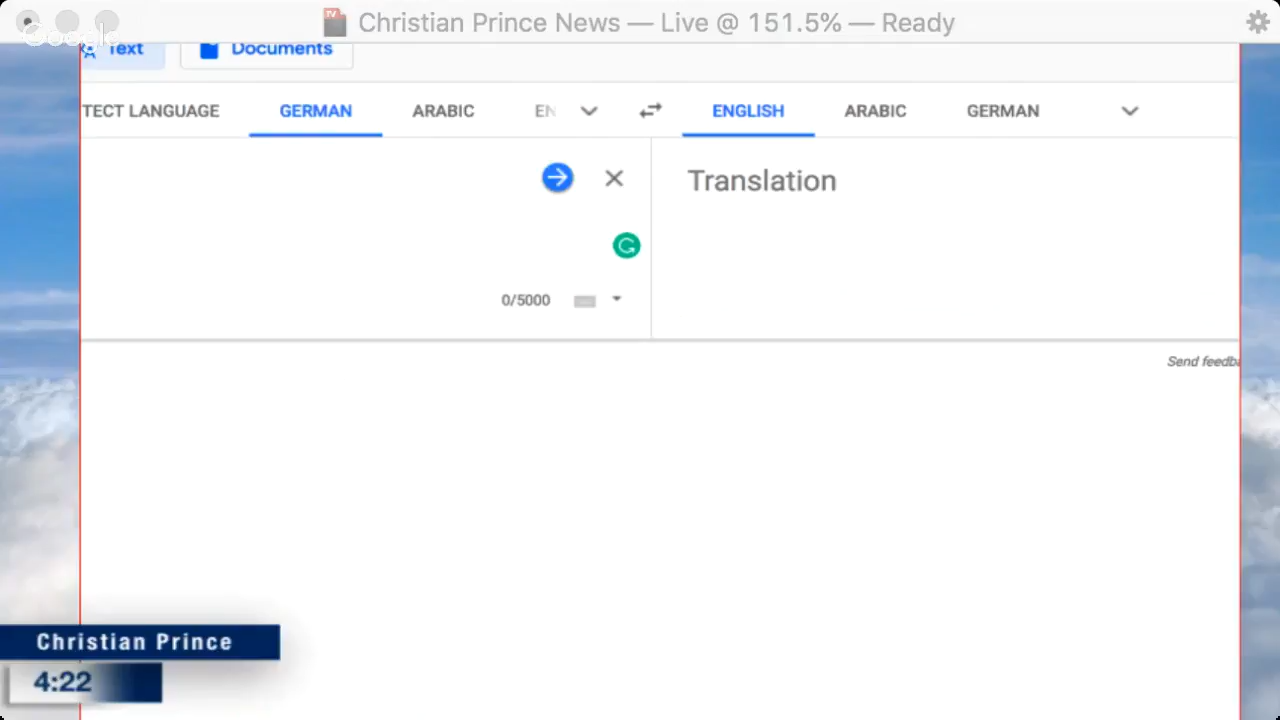 Christian Prince News — Live @ 151.5% — Ready
Google
Text Documents
TECT LANGUAGE GERMAN ARABIC EN ENGLISH ARABIC GERMAN
Translation
0/5000
Send feedba
Christian Prince
4:22